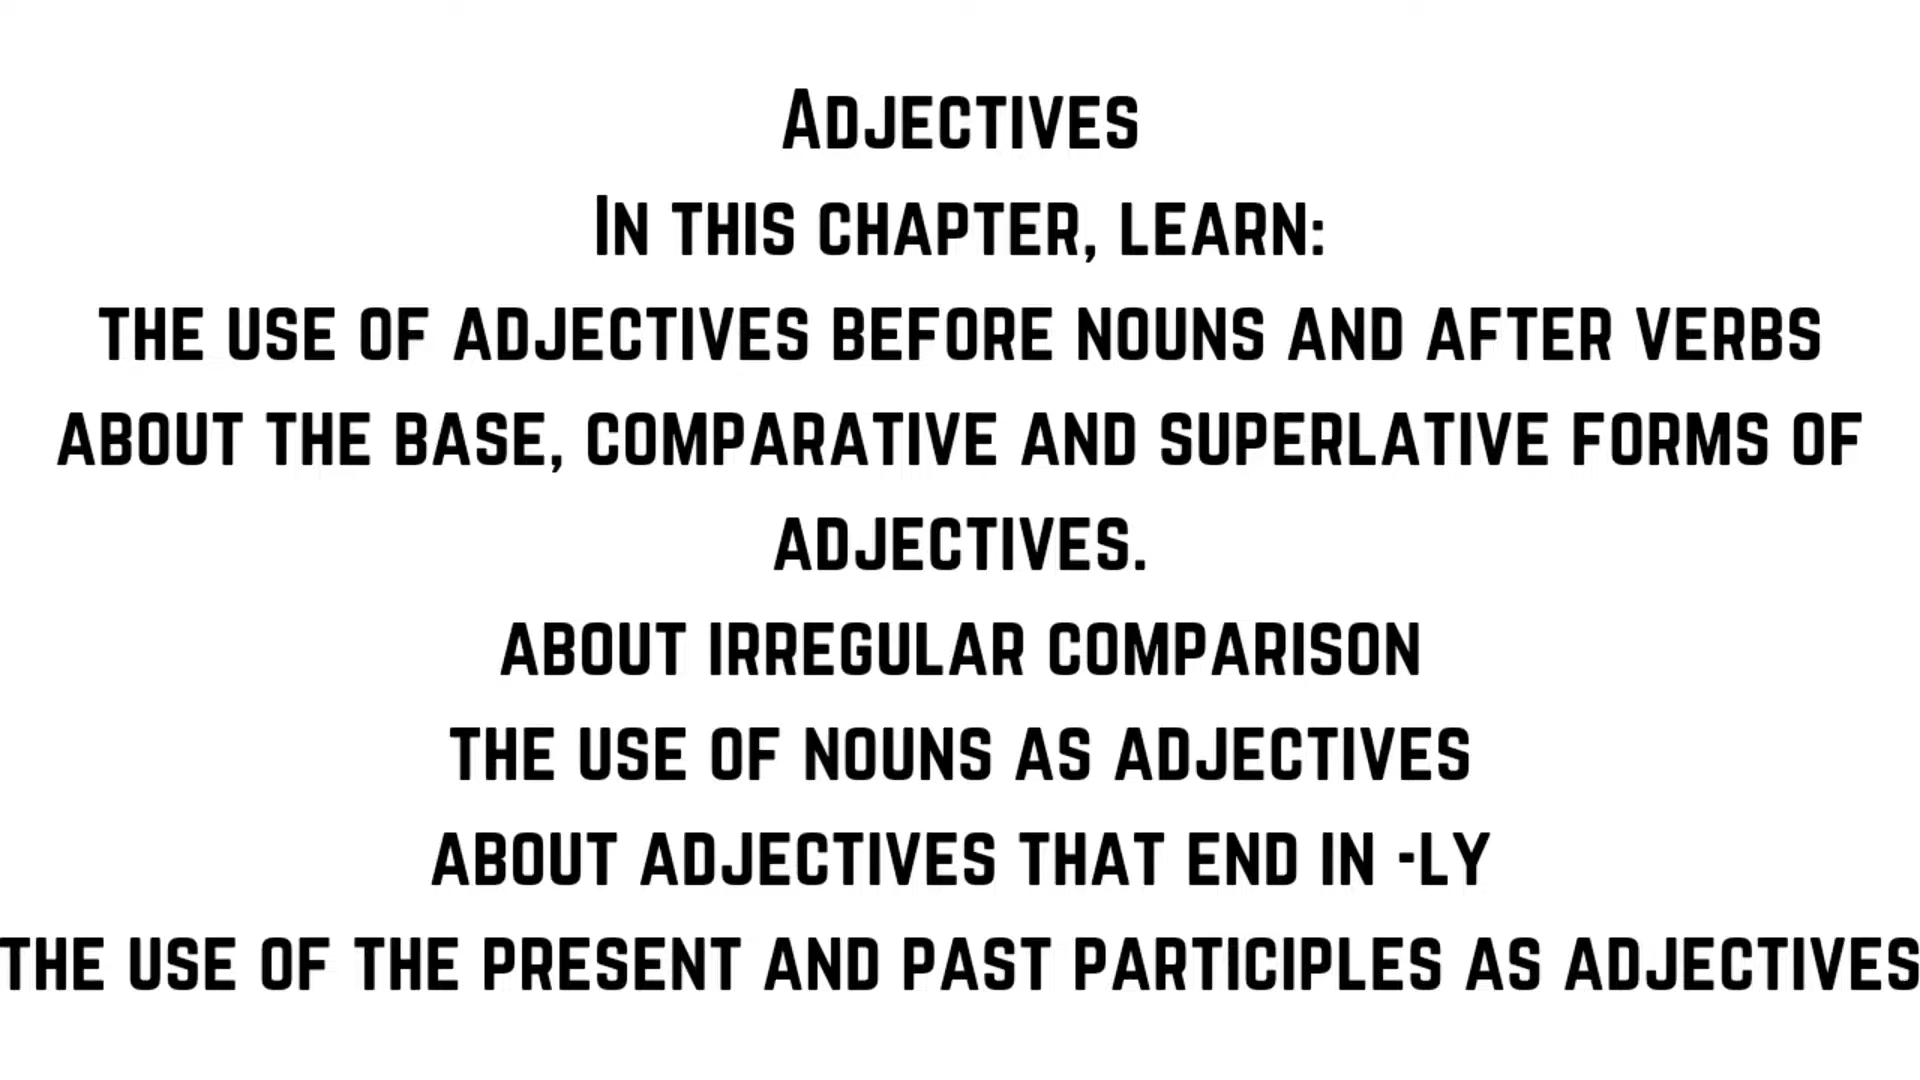 Adjectives
In this chapter, learn:
the use of adjectives before nouns and after verbs
about the base, comparative and superlative forms of
adjectives.
about irregular comparison
the use of nouns as adjectives
about adjectives that end in -ly
the use of the present and past participles as adjectives